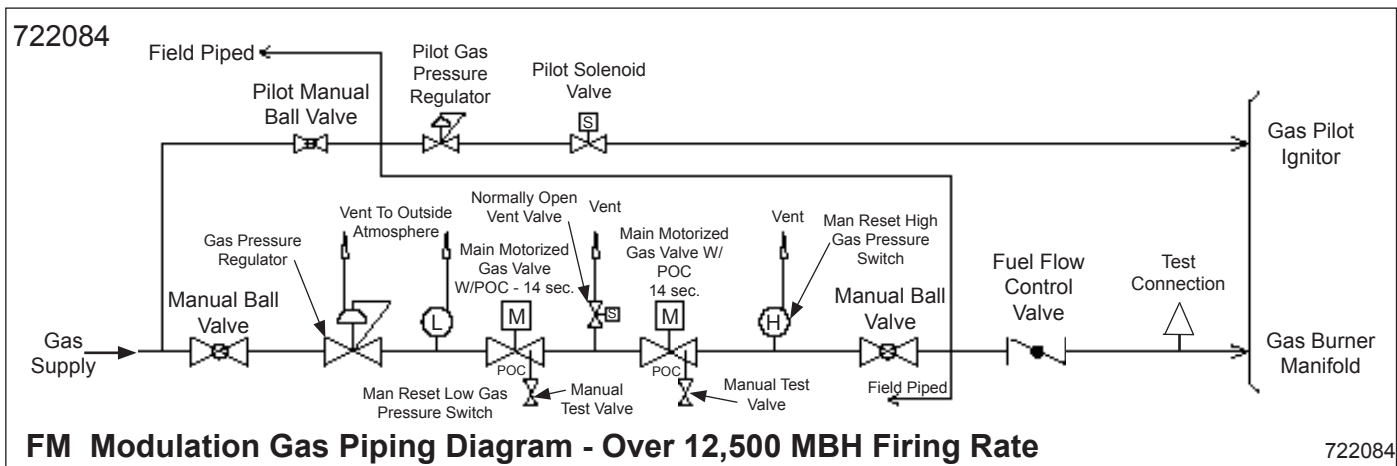 722084
Field Piped
Pilot Gas
Pressure
Regulator
Pilot Solenoid
Valve
Pilot Manual
Ball Valve
S
Gas Pilot
Ignitor
Vent To Outside
Atmosphere
Normally Open
Vent Valve
Vent
Vent
Man Reset High
Gas Pressure
Switch
Gas Pressure
Regulator
Main Motorized
Gas Valve
W/POC - 14 sec.
Main Motorized
Gas Valve W/
POC
14 sec.
Fuel Flow
Control
Valve
Test
Connection
Manual Ball
Valve
Manual Ball
Valve
L
M
S
M
H
Gas
Supply
Gas Burner
Manifold
POC
POC
Man Reset Low Gas
Pressure Switch
Manual
Test Valve
Manual Test
Valve
Field Piped
FM Modulation Gas Piping Diagram - Over 12,500 MBH Firing Rate
722084